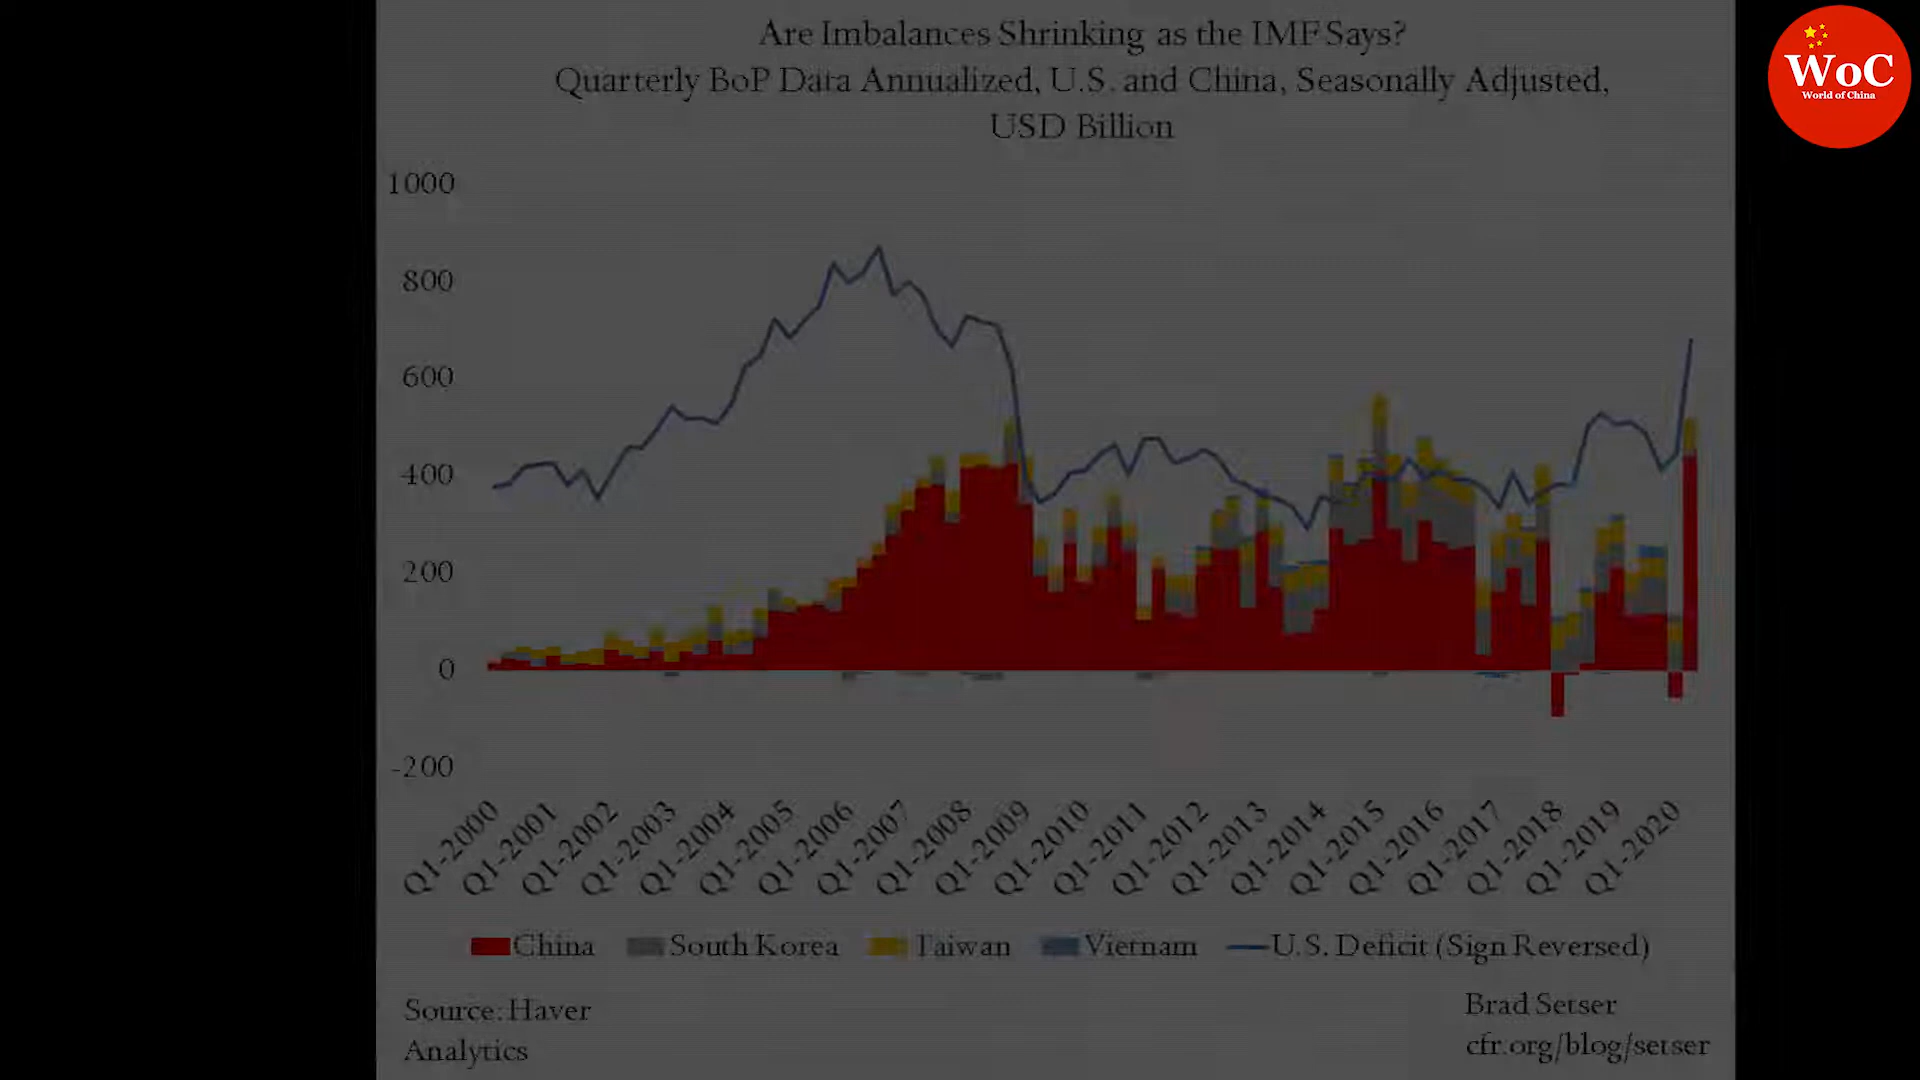 Are Imbalances Shrinking as the IMF Says?
Quarterly BoP Data Annualized, U.S. and China, Seasonally Adjusted,
USD Billion
WoC
World of China
1000
800
600
400
200
0
-200
Q1-2000
Q1-2001
Q1-2002
Q1-2003
Q1-2004
Q1-2005
Q1-2006
Q1-2007
Q1-2008
Q1-2009
Q1-2010
Q1-2011
Q1-2012
Q1-2013
Q1-2014
Q1-2015
Q1-2016
Q1-2017
Q1-2018
Q1-2019
Q1-2020
China South Korea Taiwan Vietnam U.S. Deficit (Sign Reversed)
Source: Haver
Analytics
Brad Setser
cfr.org/blog/setser